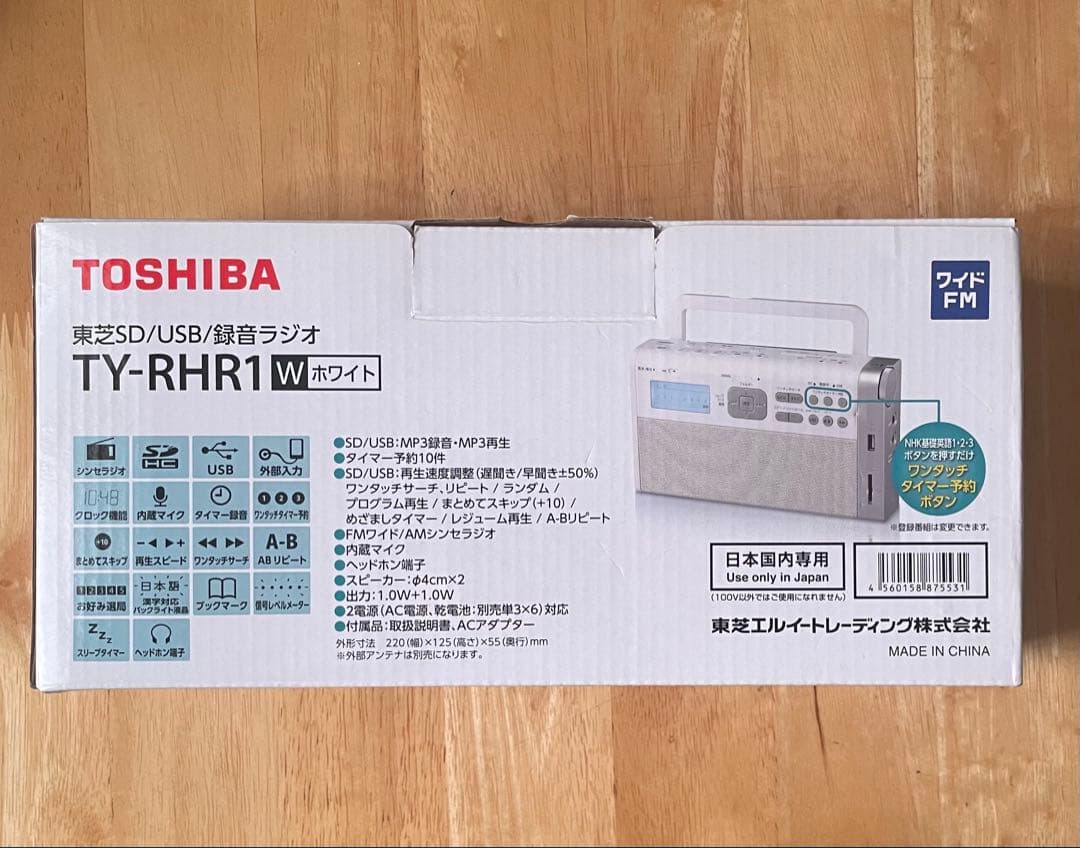 TOSHIBA
東芝SD/USB/録音ラジオ
TY-RHR1 W ホワイト
シンセラジオ
SD HC
USB
外部入力
10:48
クロック機能
内蔵マイク
タイマー録音
1 2 3
ワンタッチタイマー予約
+10
まとめてスキップ
再生スピード
ワンタッチサーチ
A-B
ABリピート
1 2 3 4 5
お好み選局
日本語
漢字対応
バックライト液晶
ブックマーク
信号レベルメーター
Zzz
スリープタイマー
ヘッドホン端子
●SD/USB:MP3録音・MP3再生
●タイマー予約10件
●SD/USB:再生速度調整(遅聞き/早聞き±50%)
ワンタッチサーチ、リピート / ランダム /
プログラム再生 / まとめてスキップ(+10) /
めざましタイマー / レジューム再生 / A-Bリピート
●FMワイド/AMシンセラジオ
●内蔵マイク
●ヘッドホン端子
●スピーカー:φ4cm×2
●出力:1.0W+1.0W
●2電源(AC電源、乾電池:別売単3×6)対応
●付属品:取扱説明書、ACアダプター
外形寸法 220(幅)×125(高さ)×55(奥行)mm
※外部アンテナは別売になります。
ワイド
FM
NHK基礎英語1・2・3
ボタンを押すだけ
ワンタッチ
タイマー予約
ボタン
※登録番組は変更できます。
日本国内専用
Use only in Japan
(100V以外ではご使用になれません)
4 560158 875531
東芝エルイートレーディング株式会社
MADE IN CHINA